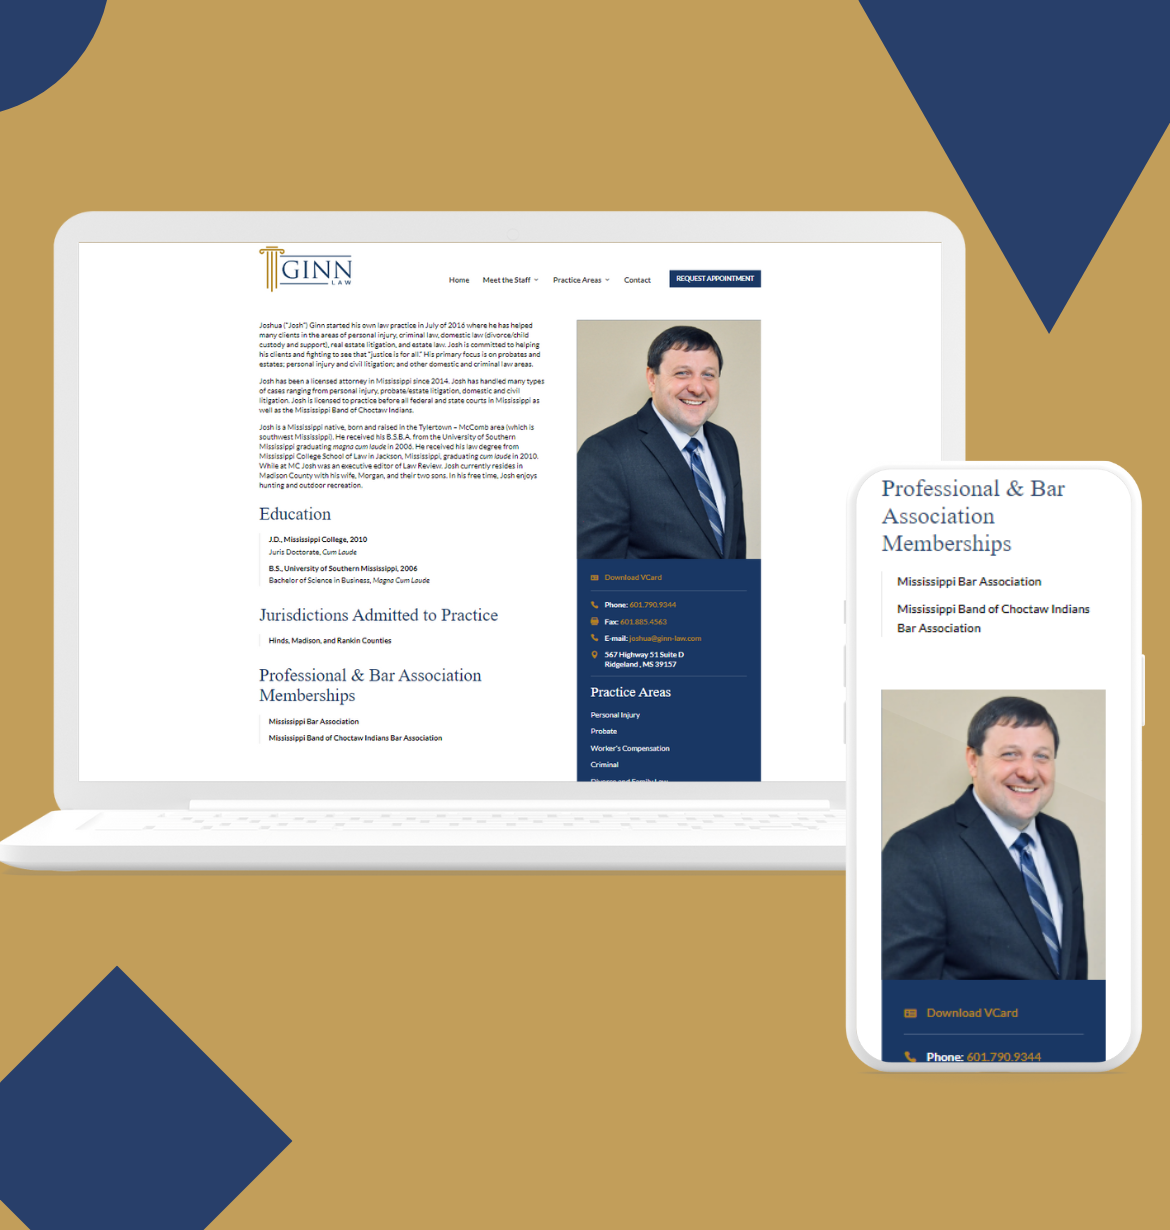 GINN
LAW
Home Meet the Staff Practice Areas Contact REQUEST APPOINTMENT
Joshua ("Josh") Ginn started his own law practice in July of 2016 where he has helped
many clients in the areas of personal injury, criminal law, domestic law (divorce/child
custody and support), real estate litigation, and estate law. Josh is committed to helping
his clients and fighting to see that "justice is for all." His primary focus is on probates and
estates; personal injury and civil litigation; and other domestic and criminal law areas.
Josh has been a licensed attorney in Mississippi since 2014. Josh has handled many types
of cases ranging from personal injury, probate/estate litigation, domestic and civil
litigation. Josh is licensed to practice before all federal and state courts in Mississippi as
well as the Mississippi Band of Choctaw Indians.
Josh is a Mississippi native, born and raised in the Tylertown – McComb area (which is
southwest Mississippi). He received his B.S.B.A. from the University of Southern
Mississippi graduating magna cum laude in 2006. He received his law degree from
Mississippi College School of Law in Jackson, Mississippi, graduating cum laude in 2010.
While at MC Josh was an executive editor of Law Review. Josh currently resides in
Madison County with his wife, Morgan, and their two sons. In his free time, Josh enjoys
hunting and outdoor recreation.
Education
J.D., Mississippi College, 2010
Juris Doctorate, Cum Laude
B.S., University of Southern Mississippi, 2006
Bachelor of Science in Business, Magna Cum Laude
Jurisdictions Admitted to Practice
Hinds, Madison, and Rankin Counties
Professional & Bar Association
Memberships
Mississippi Bar Association
Mississippi Band of Choctaw Indians Bar Association
Download VCard
Phone: 601.790.9344
Fax: 601.885.4563
E-mail: joshua@ginn-law.com
567 Highway 51 Suite D
Ridgeland , MS 39157
Practice Areas
Personal Injury
Probate
Worker's Compensation
Criminal
Divorce and Family Law
Professional & Bar
Association
Memberships
Mississippi Bar Association
Mississippi Band of Choctaw Indians
Bar Association
Download VCard
Phone: 601.790.9344